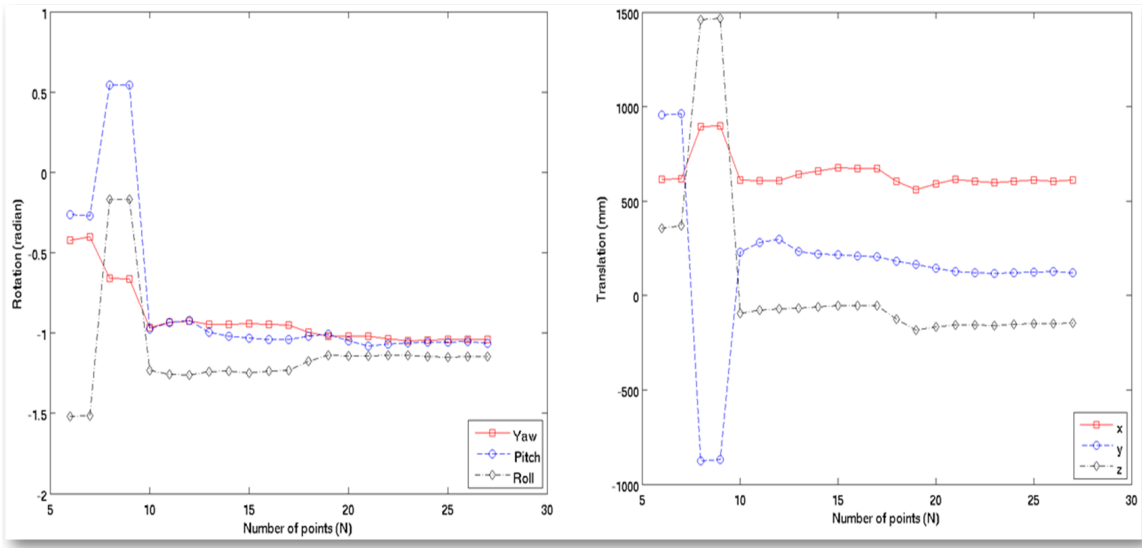 1
0.5
0
-0.5
-1
-1.5
-2
Rotation (radian)
5
10
15
20
25
30
Number of points (N)
Yaw
Pitch
Roll
1500
1000
500
0
-500
-1000
Translation (mm)
5
10
15
20
25
30
Number of points (N)
x
y
z